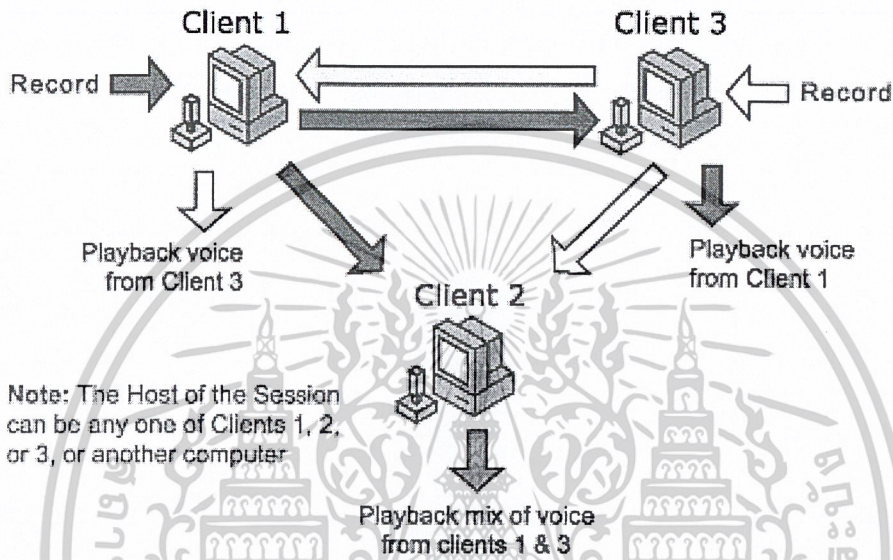 Client 1
Client 3
Record
Record
Playback voice
from Client 3
Playback voice
from Client 1
Client 2
Note: The Host of the Session
can be any one of Clients 1, 2,
or 3, or another computer
Playback mix of voice
from clients 1 & 3